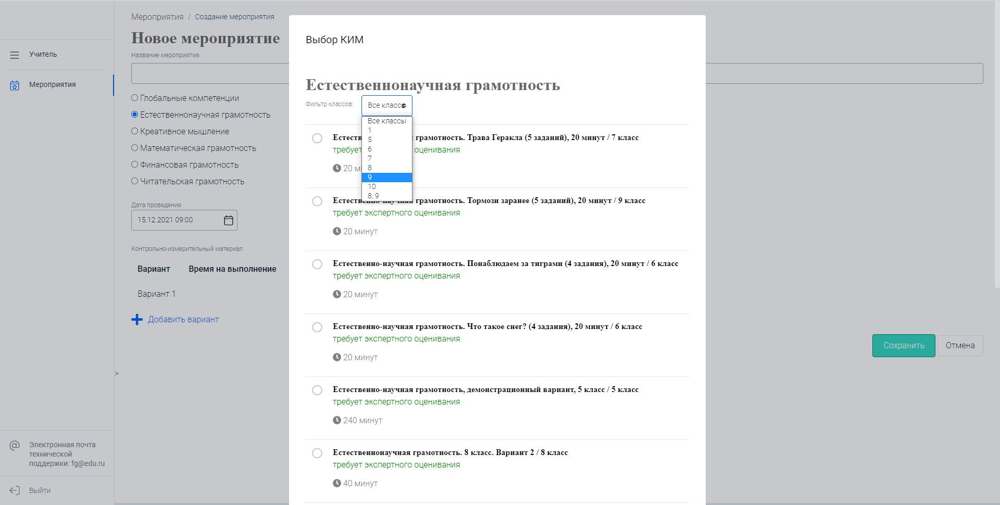 Учитель
Мероприятия
Электронная почта
технической
поддержки: fg@edu.ru
Выйти
Мероприятия / Создание мероприятия
Новое мероприятие
Название мероприятия
Глобальные компетенции
Естественнонаучная грамотность
Креативное мышление
Математическая грамотность
Финансовая грамотность
Читательская грамотность
Дата проведения
15.12.2021 09:00
Контрольно-измерительный материал
Вариант Время на выполнение
Вариант 1
Добавить вариант
>
Выбор КИМ
Естественнонаучная грамотность
Фильтр классов: Все классы
Все классы
1
5
6
7
8
9
10
8, 9
грамотность. Трава Геракла (5 заданий), 20 минут / 7 класс
требует оценивания
20
Естественно-научная грамотность. Тормози заранее (5 заданий), 20 минут / 9 класс
требует экспертного оценивания
20 минут
Естественно-научная грамотность. Понаблюдаем за тиграми (4 задания), 20 минут / 6 класс
требует экспертного оценивания
20 минут
Естественно-научная грамотность. Что такое снег? (4 задания), 20 минут / 6 класс
требует экспертного оценивания
20 минут
Естественно-научная грамотность, демонстрационный вариант, 5 класс / 5 класс
требует экспертного оценивания
240 минут
Естественнонаучная грамотность. 8 класс. Вариант 2 / 8 класс
требует экспертного оценивания
40 минут
Сохранить
Отмена